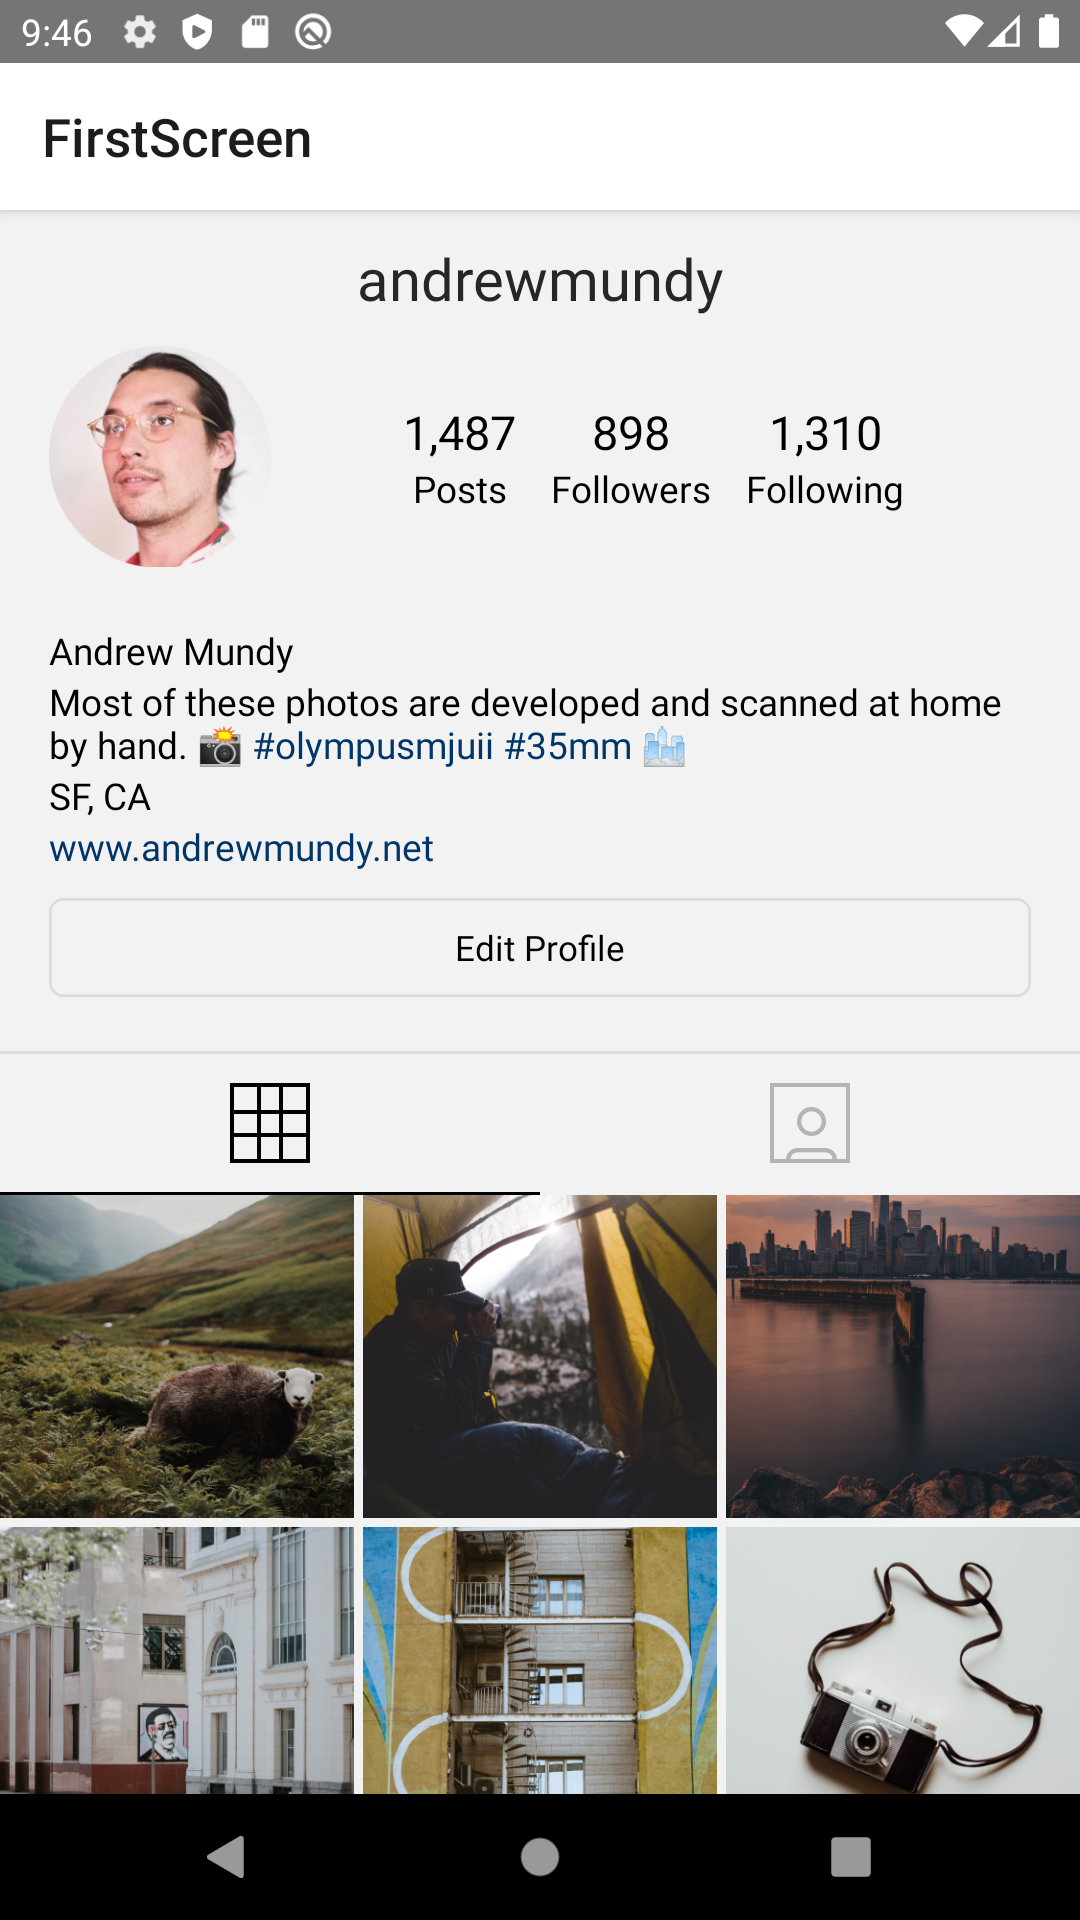 9:46
FirstScreen
andrewmundy
1,487 898 1,310
Posts Followers Following
Andrew Mundy
Most of these photos are developed and scanned at home
by hand. 📸 #olympusmjuii #35mm 🏙️
SF, CA
www.andrewmundy.net
Edit Profile